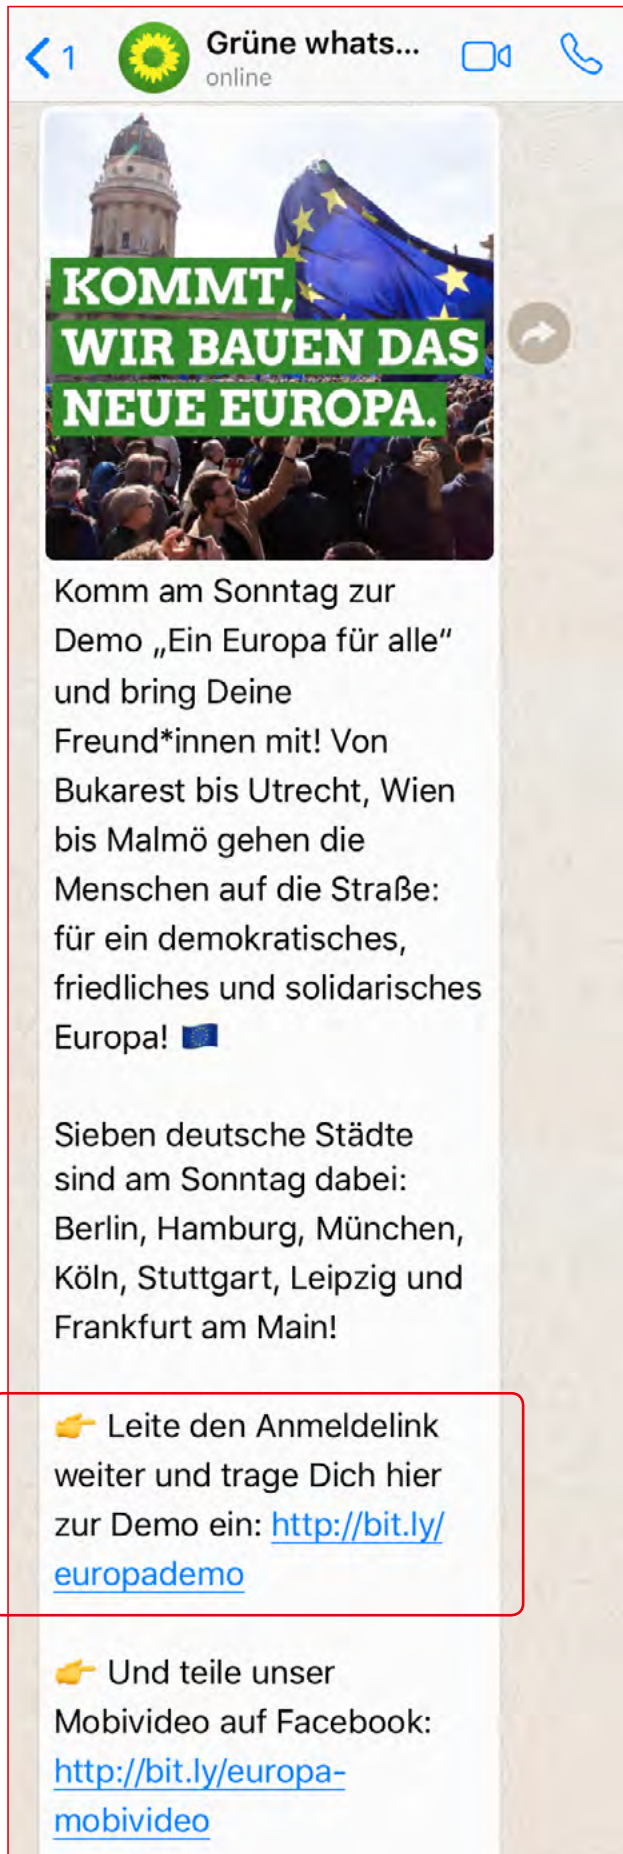 1
Grüne whats...
online
KOMMT,
WIR BAUEN DAS
NEUE EUROPA.
Komm am Sonntag zur
Demo „Ein Europa für alle“
und bring Deine
Freund*innen mit! Von
Bukarest bis Utrecht, Wien
bis Malmö gehen die
Menschen auf die Straße:
für ein demokratisches,
friedliches und solidarisches
Europa! 🇪🇺
Sieben deutsche Städte
sind am Sonntag dabei:
Berlin, Hamburg, München,
Köln, Stuttgart, Leipzig und
Frankfurt am Main!
👉 Leite den Anmeldelink
weiter und trage Dich hier
zur Demo ein: http://bit.ly/
europademo
👉 Und teile unser
Mobivideo auf Facebook:
http://bit.ly/europa-
mobivideo